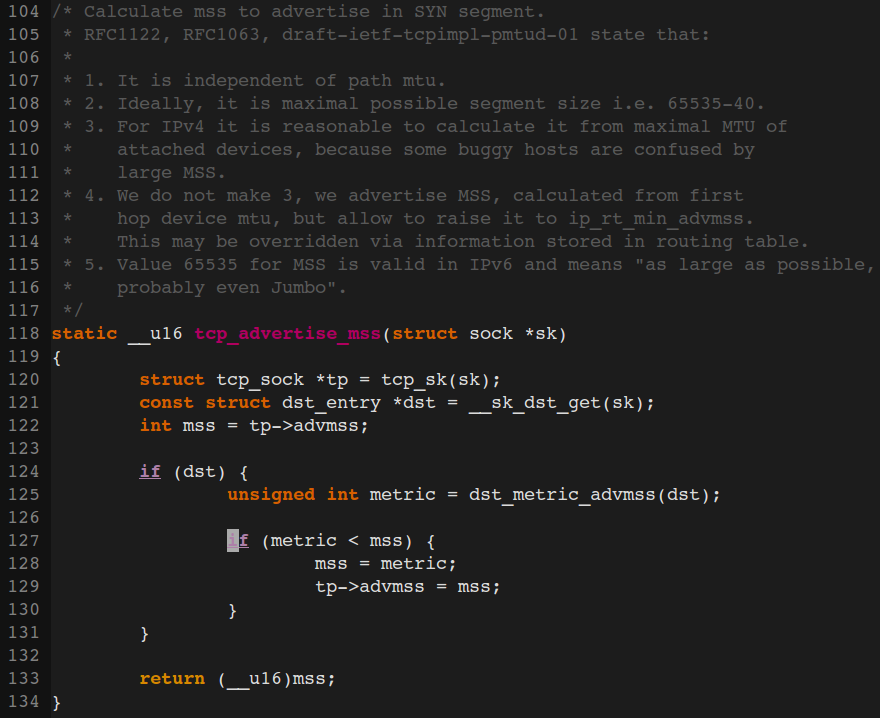 104 /* Calculate mss to advertise in SYN segment.
105  * RFC1122, RFC1063, draft-ietf-tcpimpl-pmtud-01 state that:
106  *
107  * 1. It is independent of path mtu.
108  * 2. Ideally, it is maximal possible segment size i.e. 65535-40.
109  * 3. For IPv4 it is reasonable to calculate it from maximal MTU of
110  *    attached devices, because some buggy hosts are confused by
111  *    large MSS.
112  * 4. We do not make 3, we advertise MSS, calculated from first
113  *    hop device mtu, but allow to raise it to ip_rt_min_advmss.
114  *    This may be overridden via information stored in routing table.
115  * 5. Value 65535 for MSS is valid in IPv6 and means "as large as possible,
116  *    probably even Jumbo".
117  */
118 static __u16 tcp_advertise_mss(struct sock *sk)
119 {
120         struct tcp_sock *tp = tcp_sk(sk);
121         const struct dst_entry *dst = __sk_dst_get(sk);
122         int mss = tp->advmss;
123
124         if (dst) {
125                 unsigned int metric = dst_metric_advmss(dst);
126
127                 if (metric < mss) {
128                         mss = metric;
129                         tp->advmss = mss;
130                 }
131         }
132
133         return (__u16)mss;
134 }